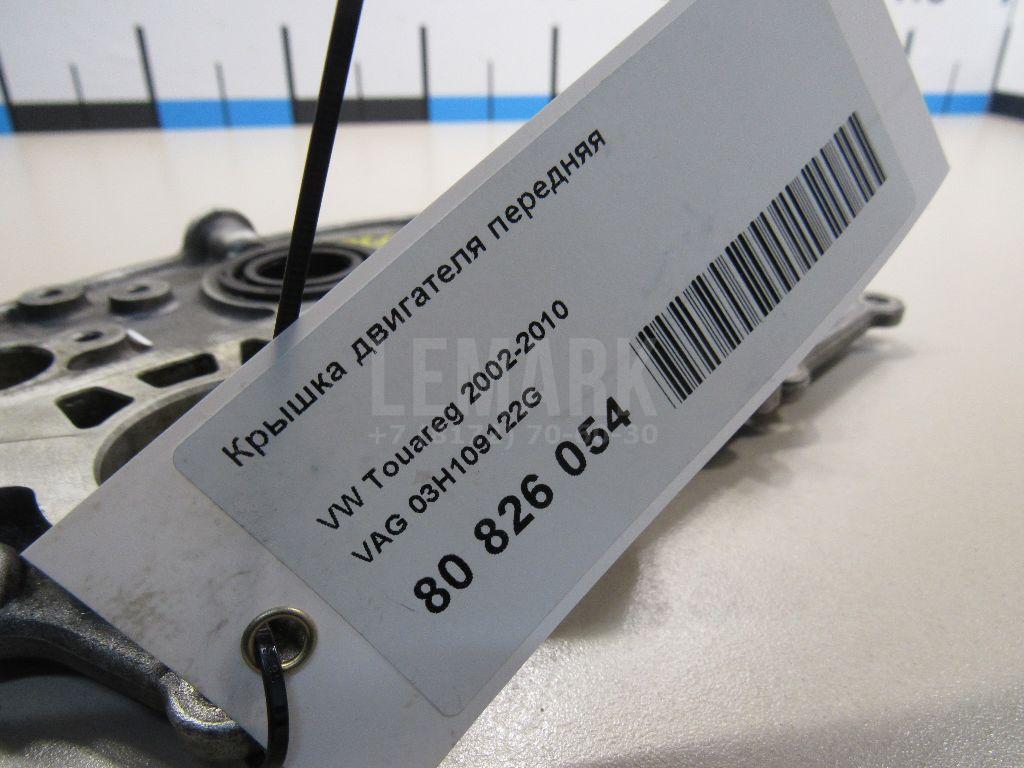 Крышка двигателя передняя
VW Touareg 2002-2010
VAG 03H109122G
80 826 054
LEMARK